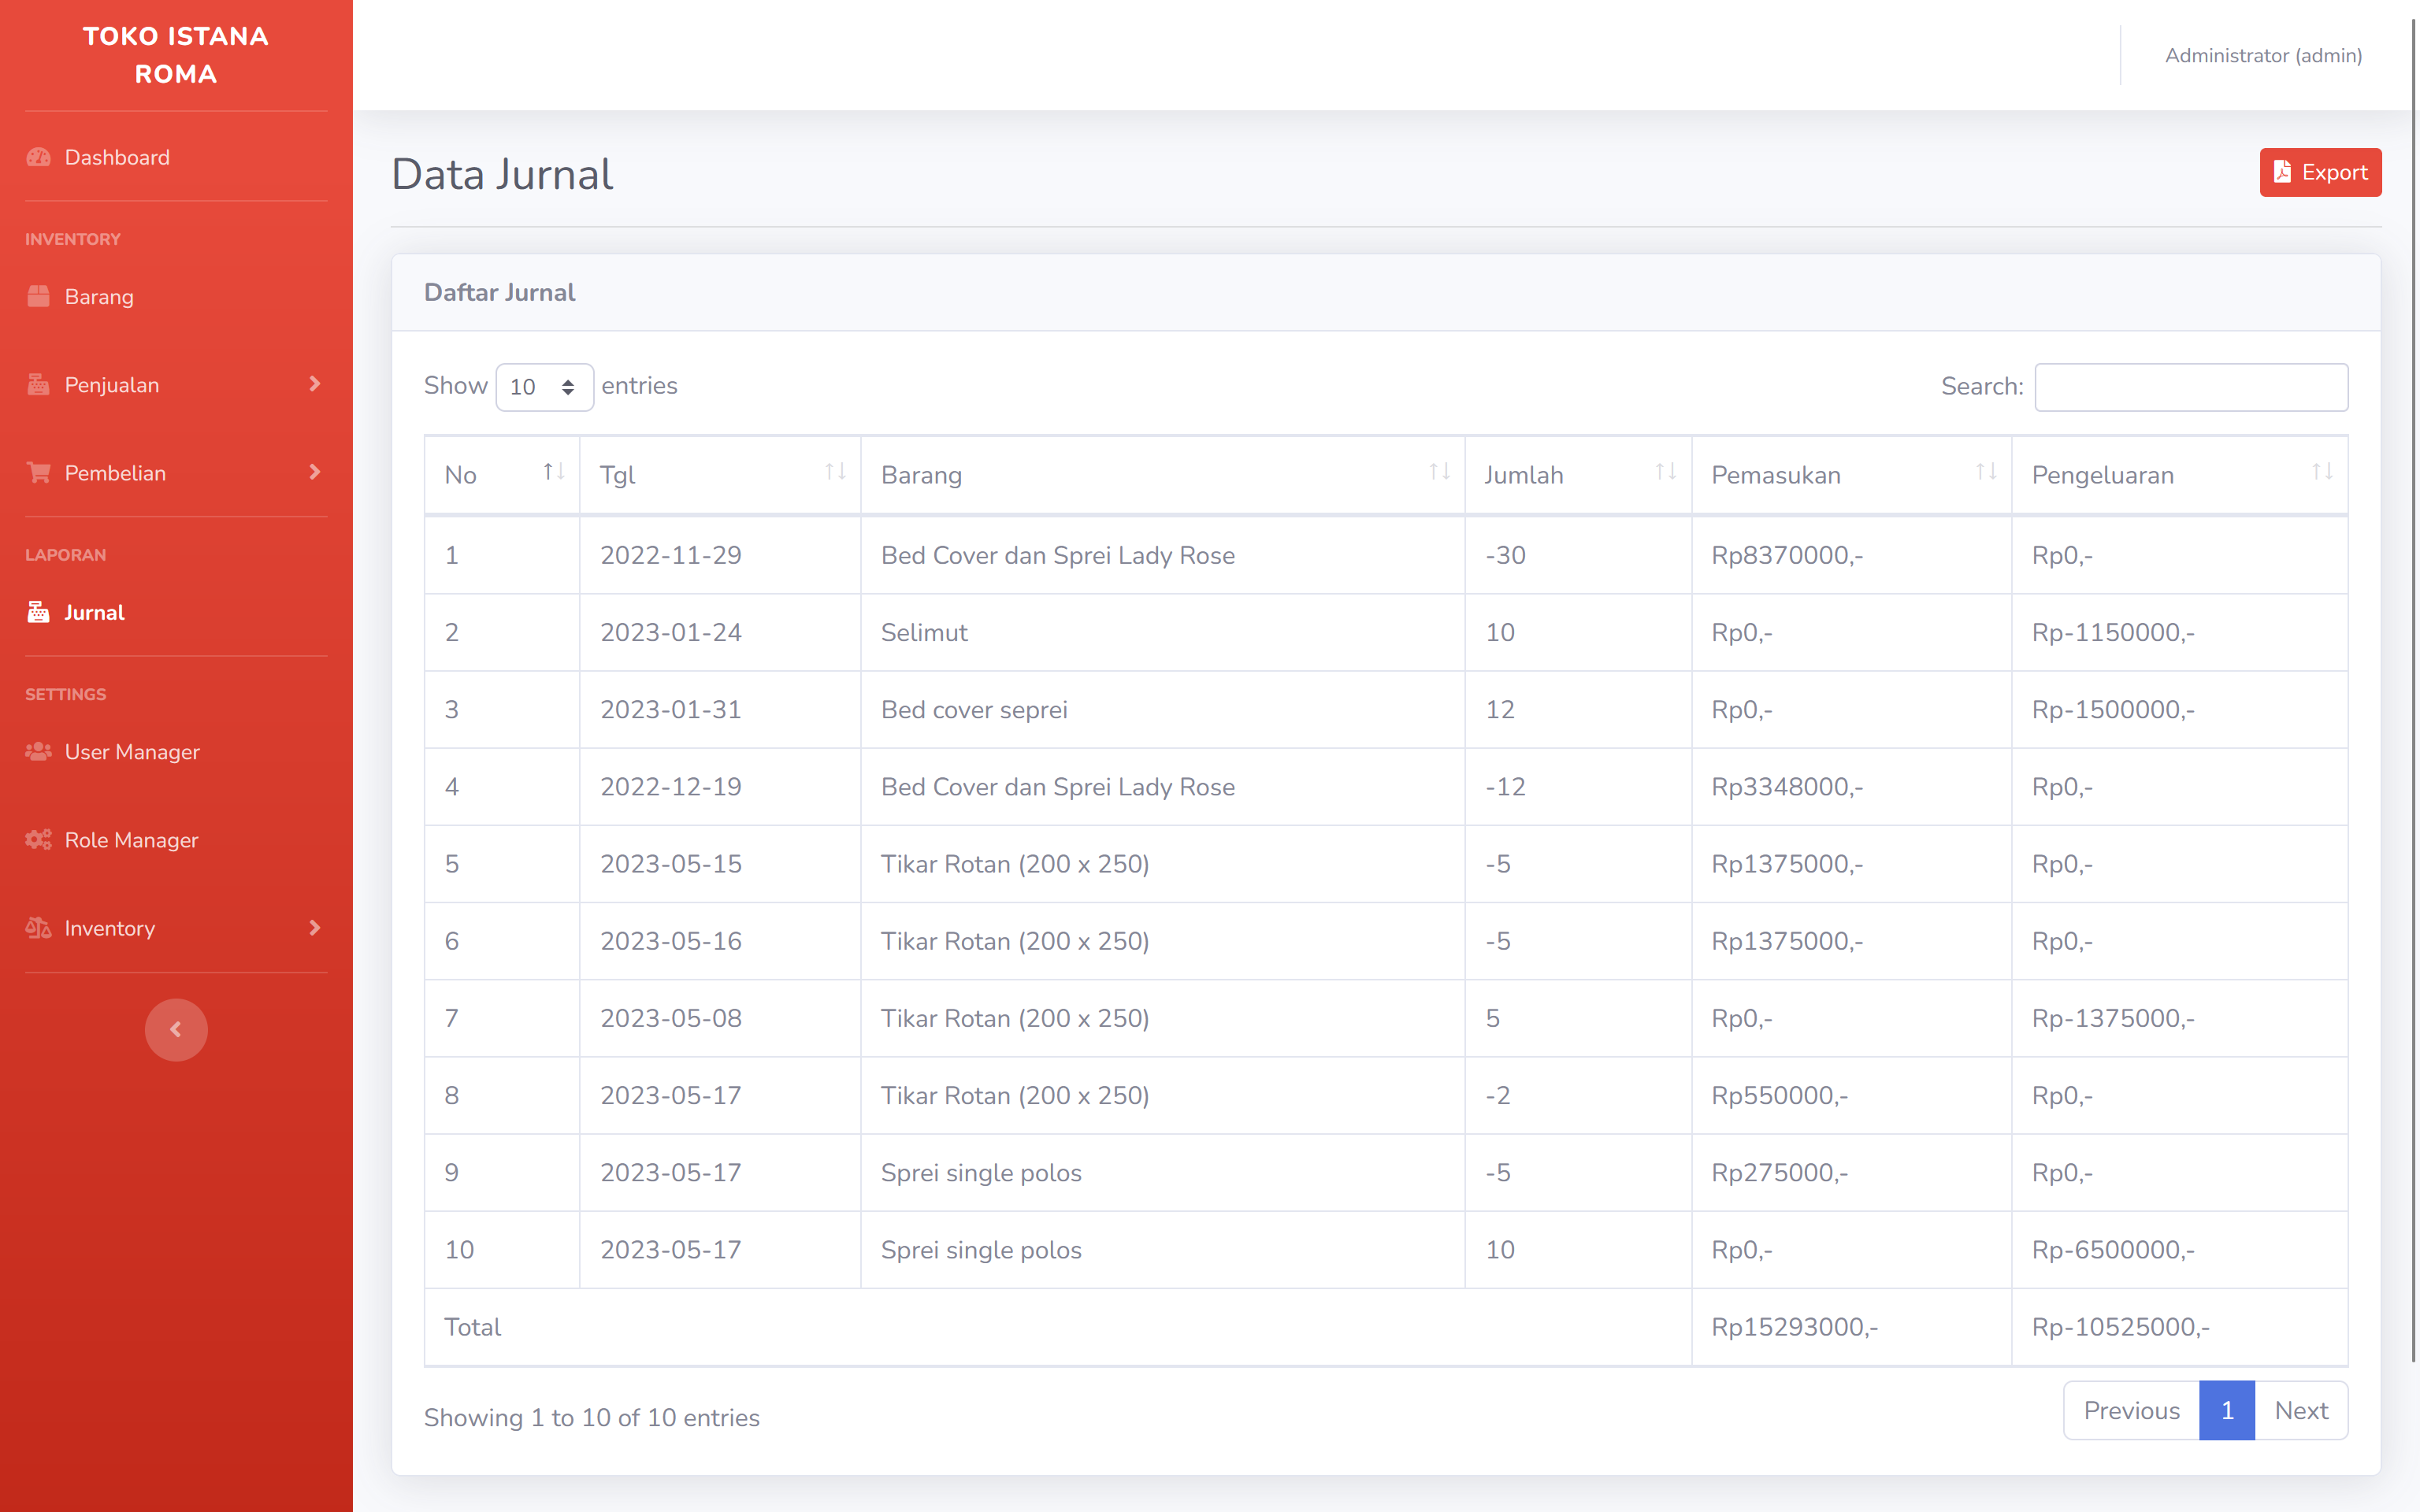 TOKO ISTANA
ROMA
Administrator (admin)
Dashboard
INVENTORY
Barang
Penjualan
Pembelian
LAPORAN
Jurnal
SETTINGS
User Manager
Role Manager
Inventory
Data Jurnal
Export
Daftar Jurnal
Show 10 entries
Search:
No Tgl Barang Jumlah Pemasukan Pengeluaran
1 2022-11-29 Bed Cover dan Sprei Lady Rose -30 Rp8370000,- Rp0,-
2 2023-01-24 Selimut 10 Rp0,- Rp-1150000,-
3 2023-01-31 Bed cover seprei 12 Rp0,- Rp-1500000,-
4 2022-12-19 Bed Cover dan Sprei Lady Rose -12 Rp3348000,- Rp0,-
5 2023-05-15 Tikar Rotan (200 x 250) -5 Rp1375000,- Rp0,-
6 2023-05-16 Tikar Rotan (200 x 250) -5 Rp1375000,- Rp0,-
7 2023-05-08 Tikar Rotan (200 x 250) 5 Rp0,- Rp-1375000,-
8 2023-05-17 Tikar Rotan (200 x 250) -2 Rp550000,- Rp0,-
9 2023-05-17 Sprei single polos -5 Rp275000,- Rp0,-
10 2023-05-17 Sprei single polos 10 Rp0,- Rp-6500000,-
Total Rp15293000,- Rp-10525000,-
Showing 1 to 10 of 10 entries
Previous 1 Next